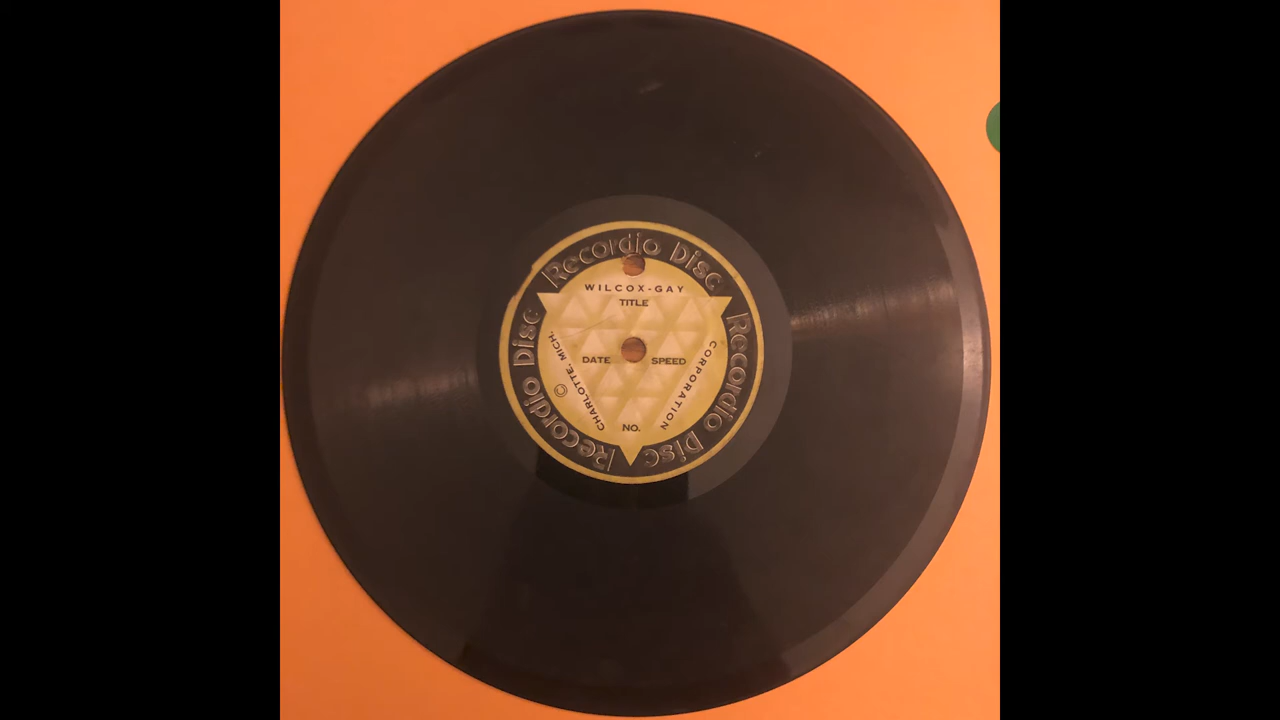 Recordio Disc
Recordio Disc
Recordio Disc
WILCOX-GAY
TITLE
DATE SPEED
CORPORATION
CHARLOTTE, MICH.
©
NO.